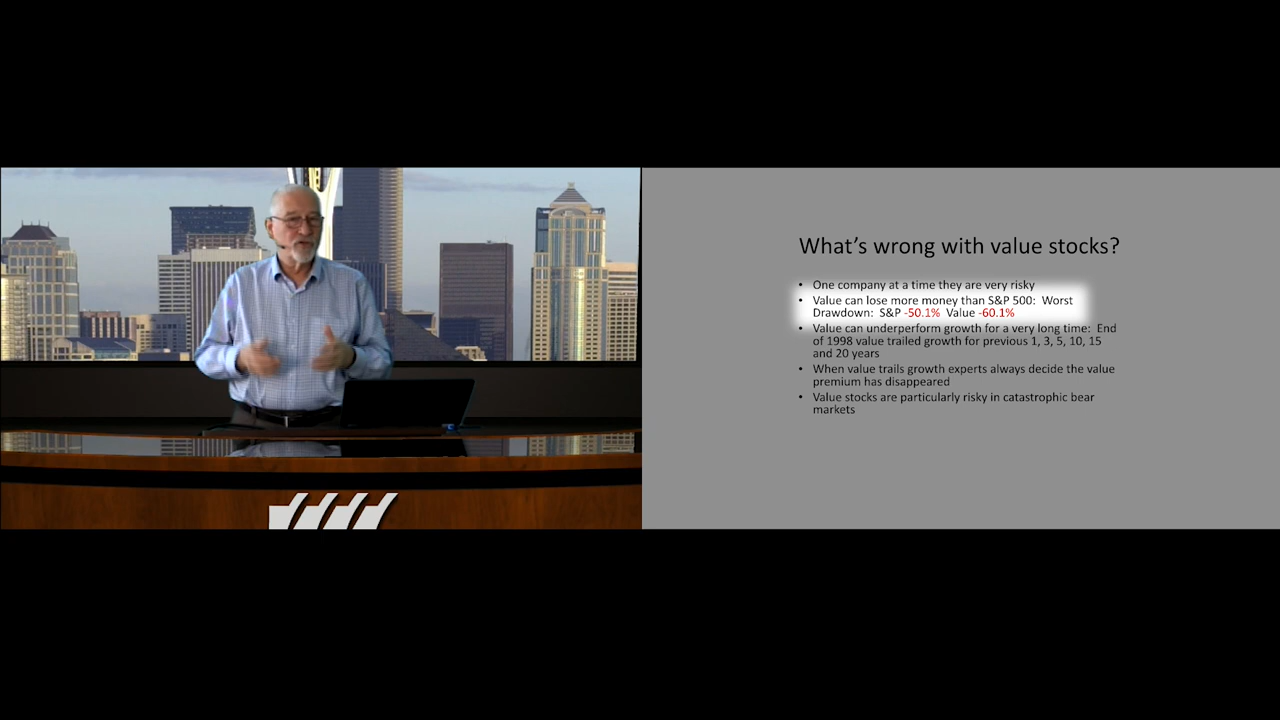 What's wrong with value stocks?
• One company at a time they are very risky
• Value can lose more money than S&P 500:  Worst
Drawdown:  S&P -50.1%  Value -60.1%
• Value can underperform growth for a very long time:  End
of 1998 value trailed growth for previous 1, 3, 5, 10, 15
and 20 years
• When value trails growth experts always decide the value
premium has disappeared
• Value stocks are particularly risky in catastrophic bear
markets